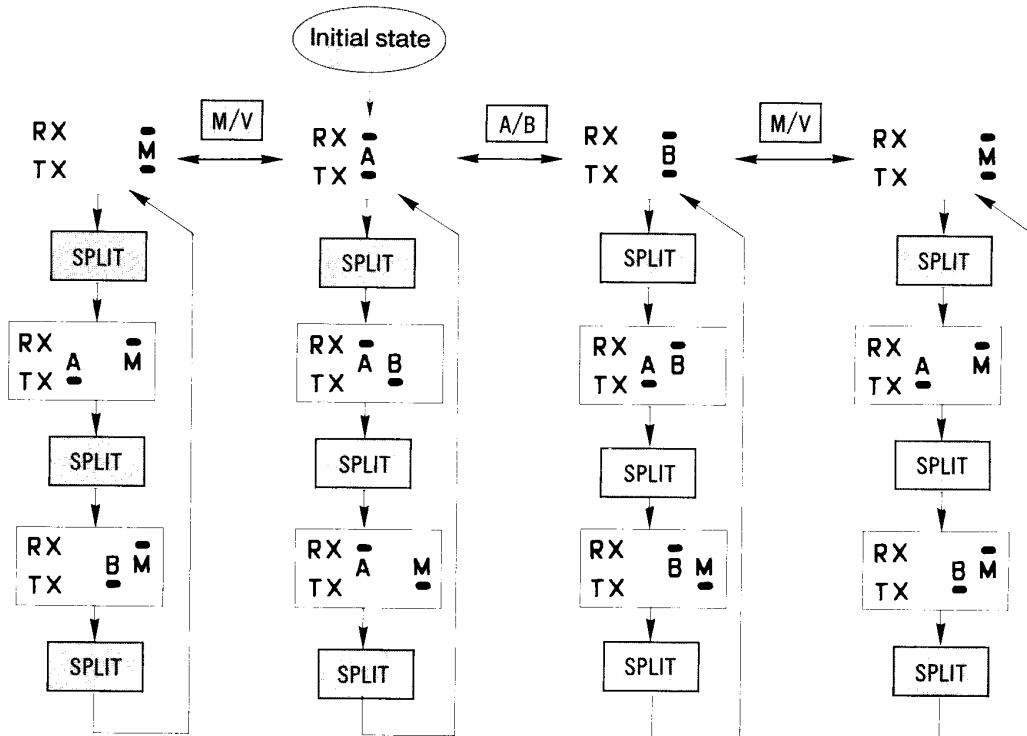 Initial state
M/V
A/B
M/V
RX
M
TX
RX
A
TX
RX
B
TX
RX
M
TX
SPLIT
SPLIT
SPLIT
SPLIT
RX
A M
TX
RX
A B
TX
RX
A B
TX
RX
A M
TX
SPLIT
SPLIT
SPLIT
SPLIT
RX
B M
TX
RX
A M
TX
RX
B M
TX
RX
B M
TX
SPLIT
SPLIT
SPLIT
SPLIT